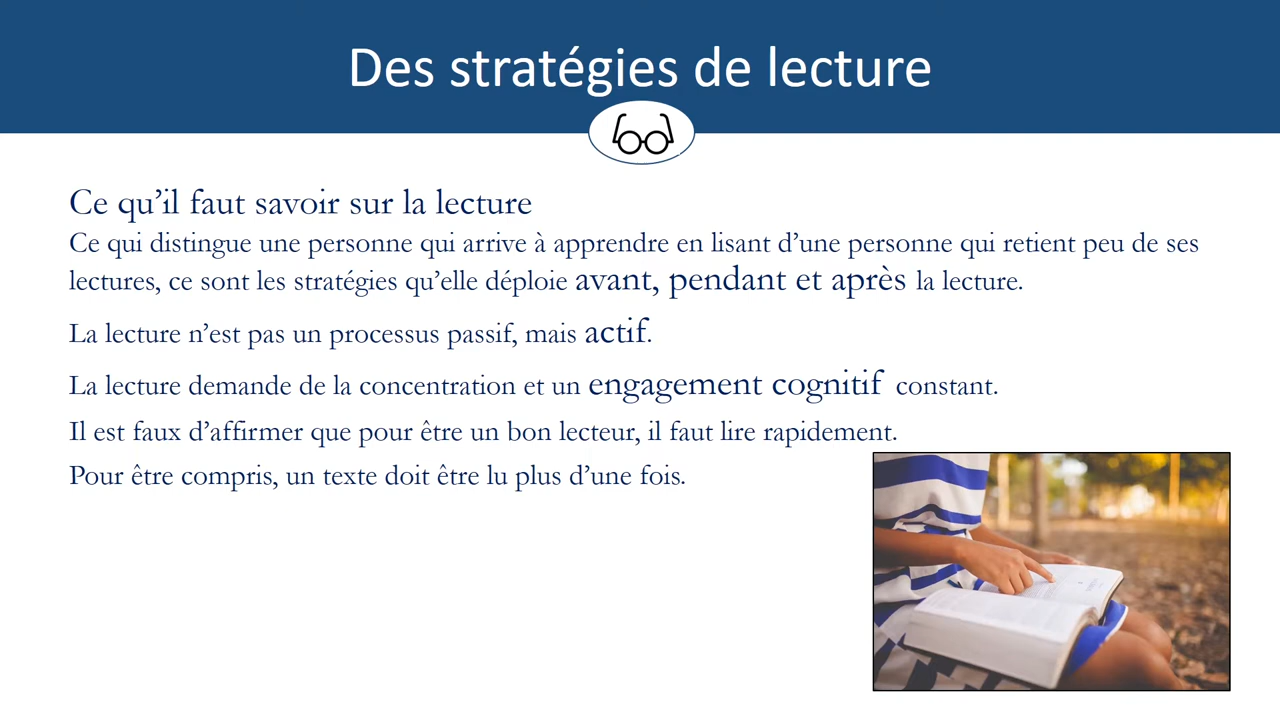 Des stratégies de lecture
Ce qu’il faut savoir sur la lecture
Ce qui distingue une personne qui arrive à apprendre en lisant d’une personne qui retient peu de ses
lectures, ce sont les stratégies qu’elle déploie avant, pendant et après la lecture.
La lecture n’est pas un processus passif, mais actif.
La lecture demande de la concentration et un engagement cognitif constant.
Il est faux d’affirmer que pour être un bon lecteur, il faut lire rapidement.
Pour être compris, un texte doit être lu plus d’une fois.